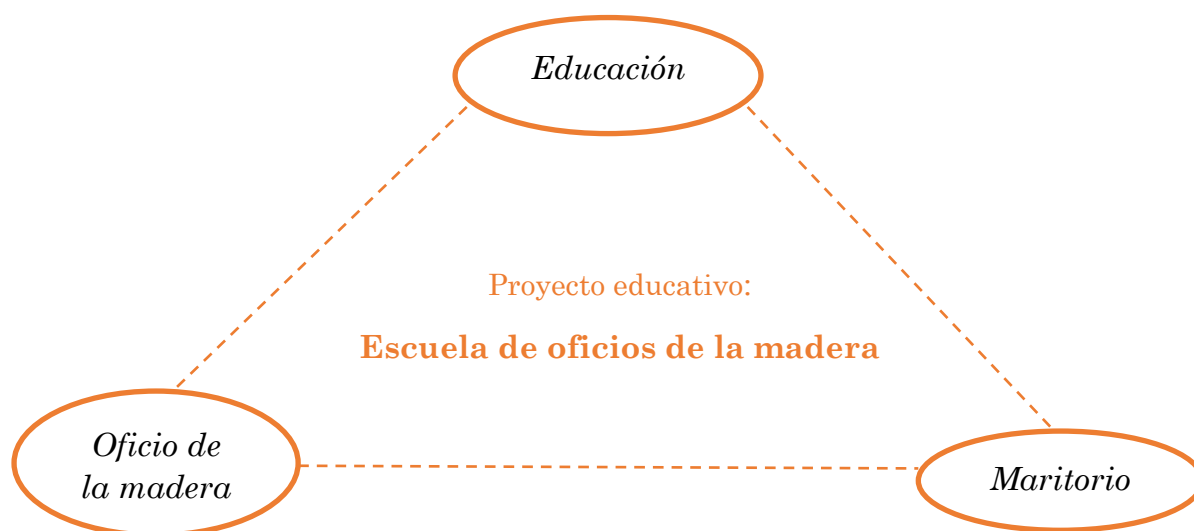 Educación
Proyecto educativo:
Escuela de oficios de la madera
Oficio de
la madera
Maritorio